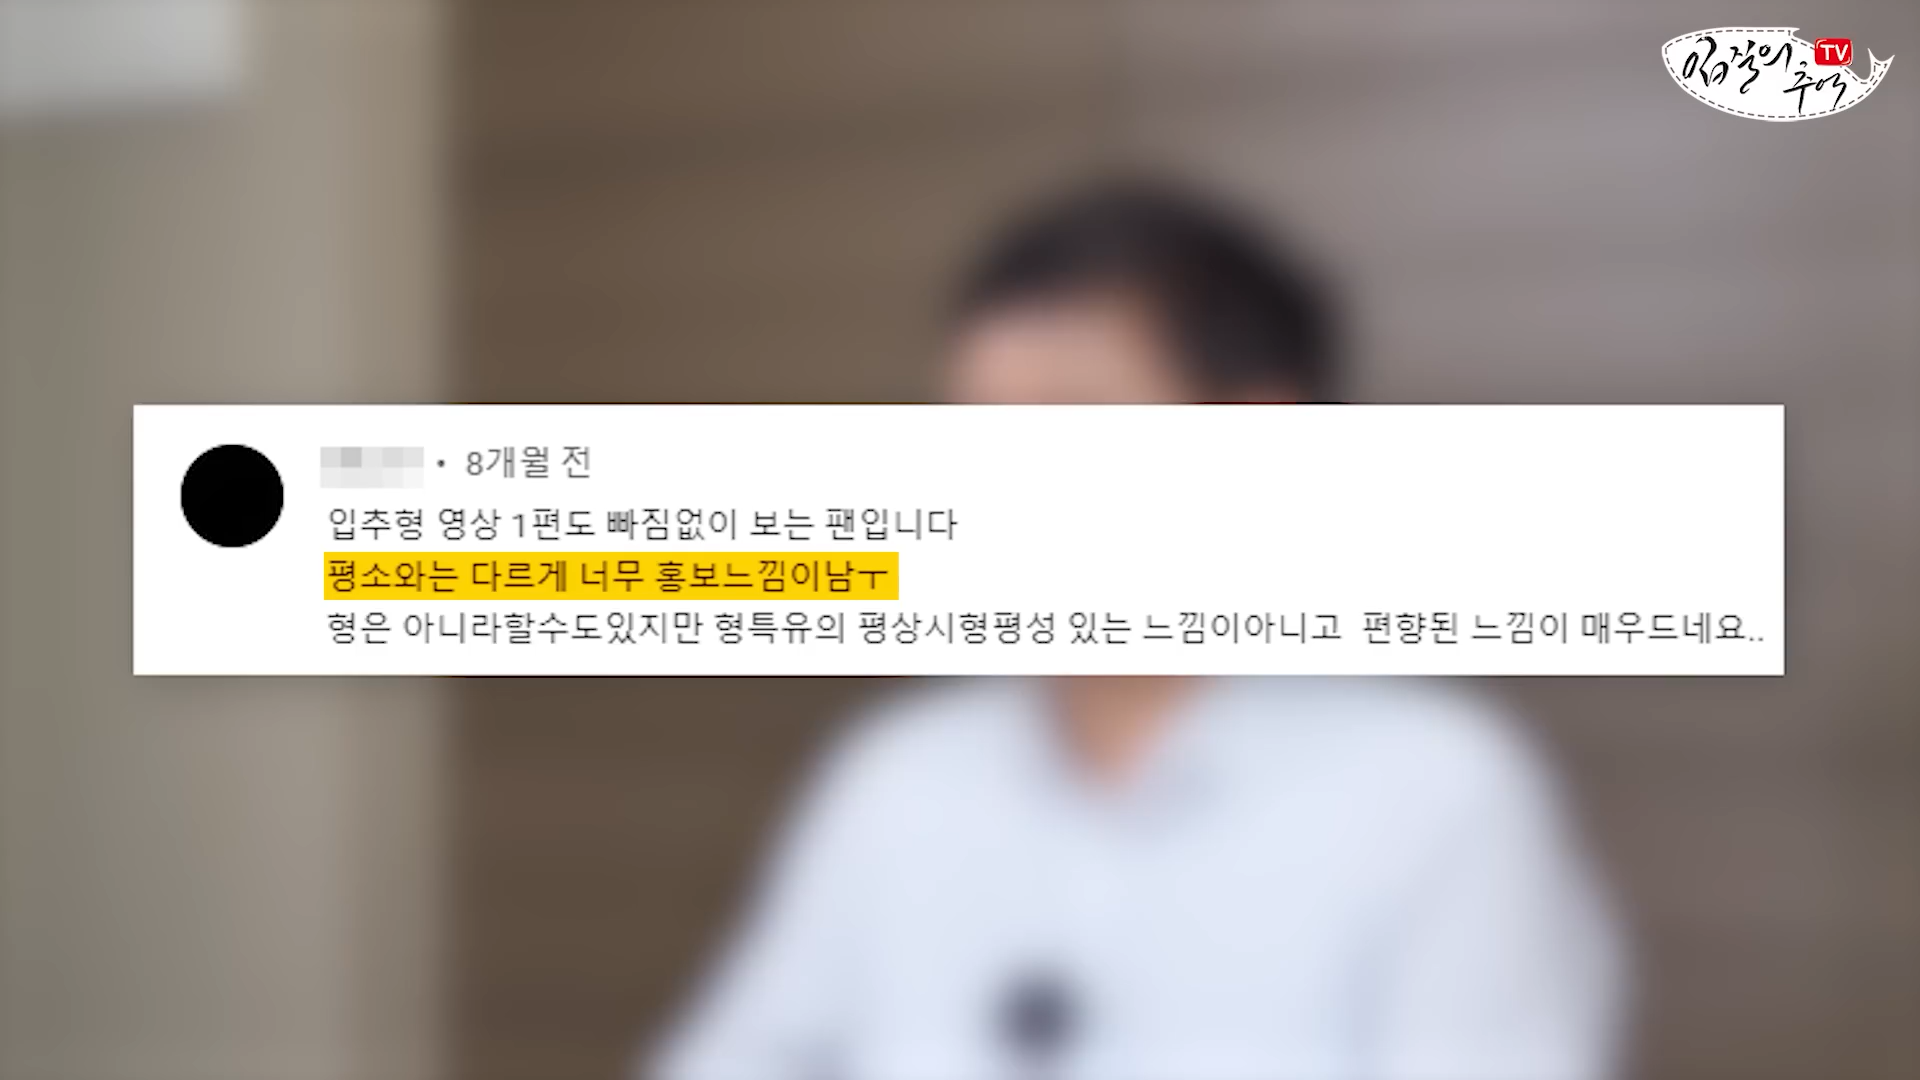 입질의 TV
추억
• 8개월 전
입추형 영상 1편도 빠짐없이 보는 팬입니다
평소와는 다르게 너무 홍보느낌이남ㅜ
형은 아니라할수도있지만 형특유의 평상시형평성 있는 느낌이아니고 편향된 느낌이 매우드네요..